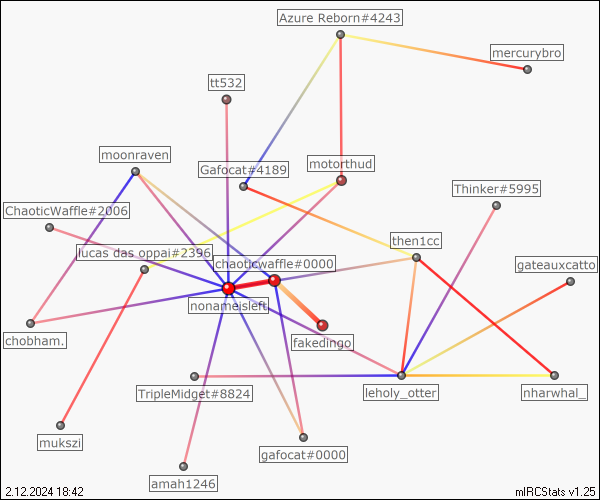 Azure Reborn#4243
mercurybro
tt532
moonraven
Gafocat#4189
motorthud
Thinker#5995
ChaoticWaffle#2006
then1cc
lucas das oppai#2396
chaoticwaffle#0000
gateauxcatto
nonameisleft
chobham.
fakedingo
TripleMidget#8824
leholy_otter
nharwhal_
mukszi
gafocat#0000
amah1246
2.12.2024 18:42
mIRCStats v1.25